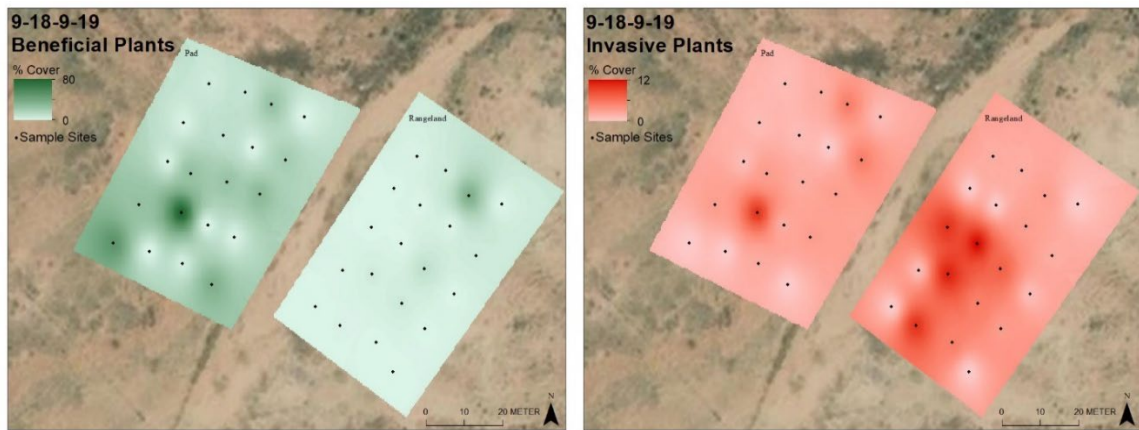 9-18-9-19
Beneficial Plants
% Cover
80
0
•Sample Sites
Pad
Rangeland
0 10 20 METER
N
9-18-9-19
Invasive Plants
% Cover
12
0
•Sample Sites
Pad
Rangeland
0 10 20 METER
N